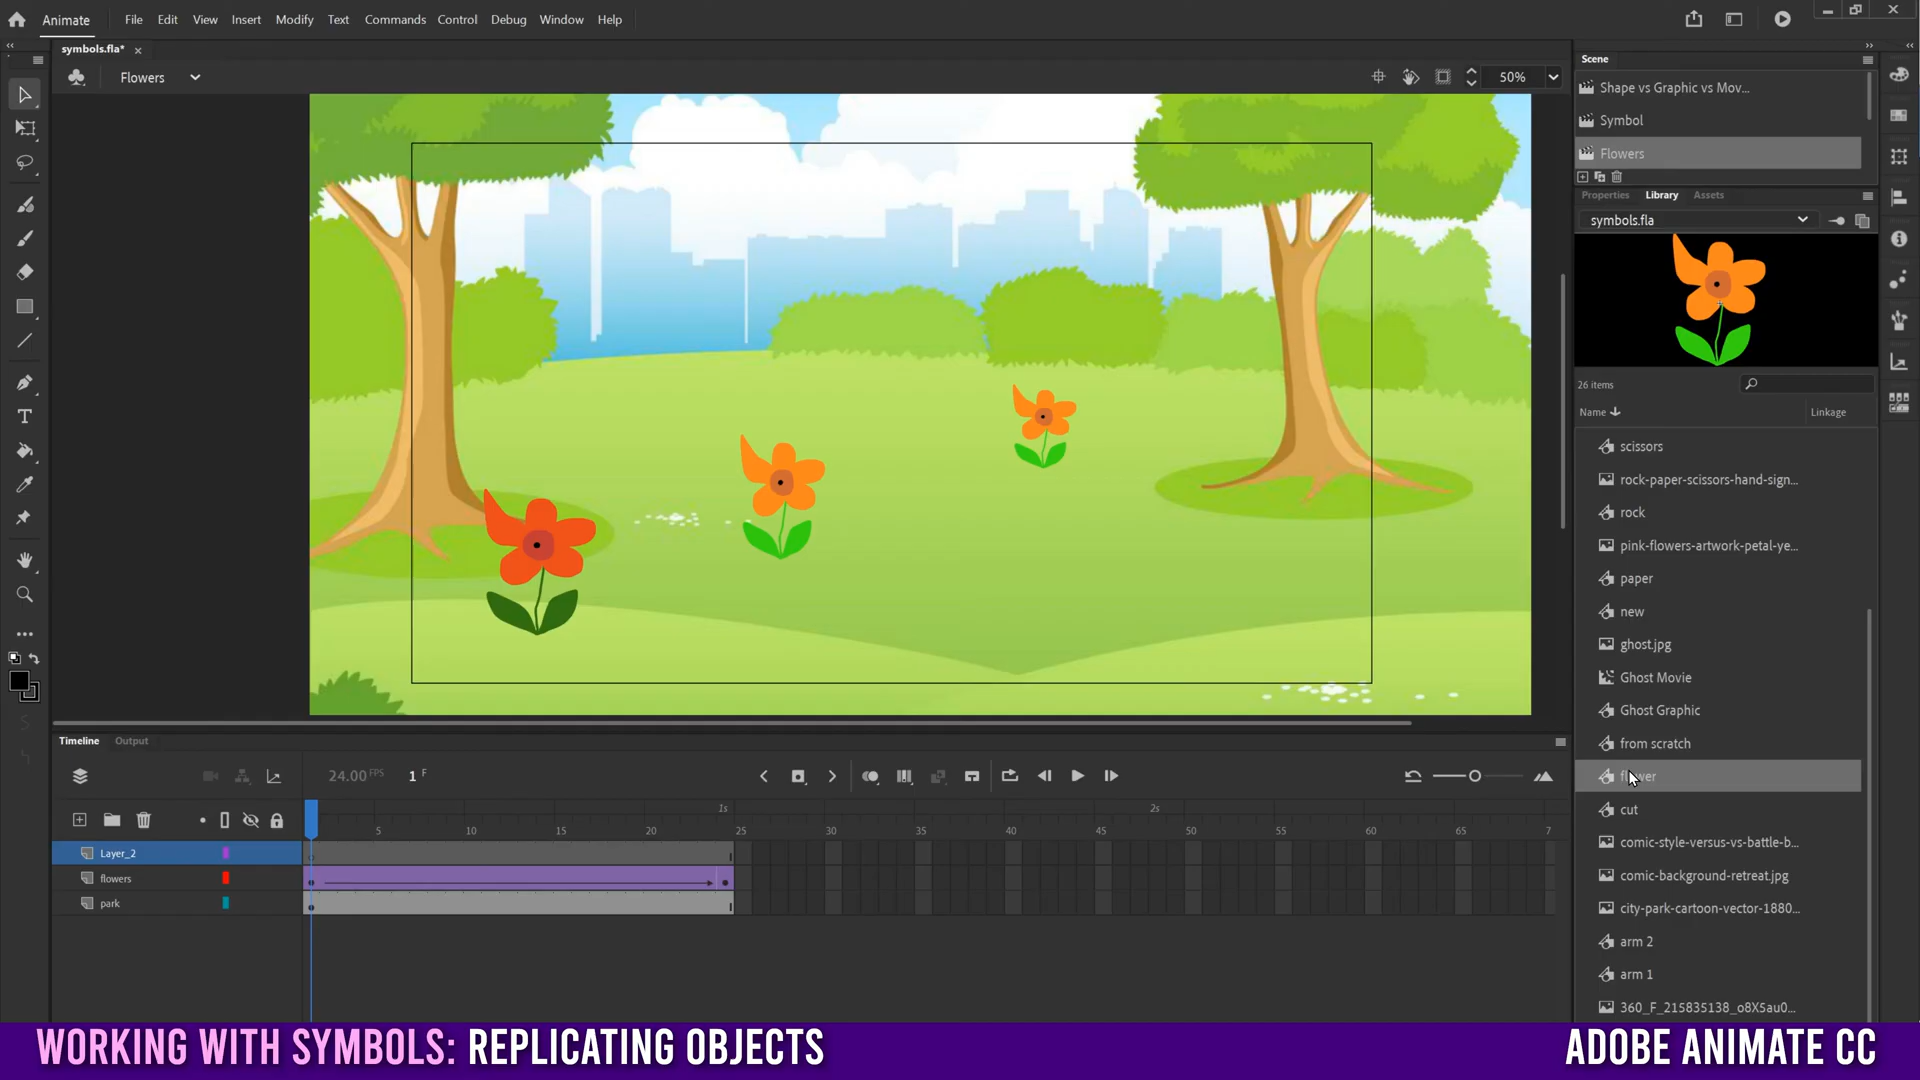 Animate File Edit View Insert Modify Text Commands Control Debug Window Help
symbols.fla*
Flowers
50%
Scene
Shape vs Graphic vs Mov...
Symbol
Flowers
Properties Library Assets
symbols.fla
26 items
Name Linkage
scissors
rock-paper-scissors-hand-sign...
rock
pink-flowers-artwork-petal-ye...
paper
new
ghost.jpg
Ghost Movie
Ghost Graphic
from scratch
flower
cut
comic-style-versus-vs-battle-b...
comic-background-retreat.jpg
city-park-cartoon-vector-1880...
arm 2
arm 1
360_F_215835138_o8X5au0...
Timeline Output
24.00 FPS 1 F
1s 2s
5 10 15 20 25 30 35 40 45 50 55 60 65 7
Layer_2
flowers
park
WORKING WITH SYMBOLS: REPLICATING OBJECTS
ADOBE ANIMATE CC